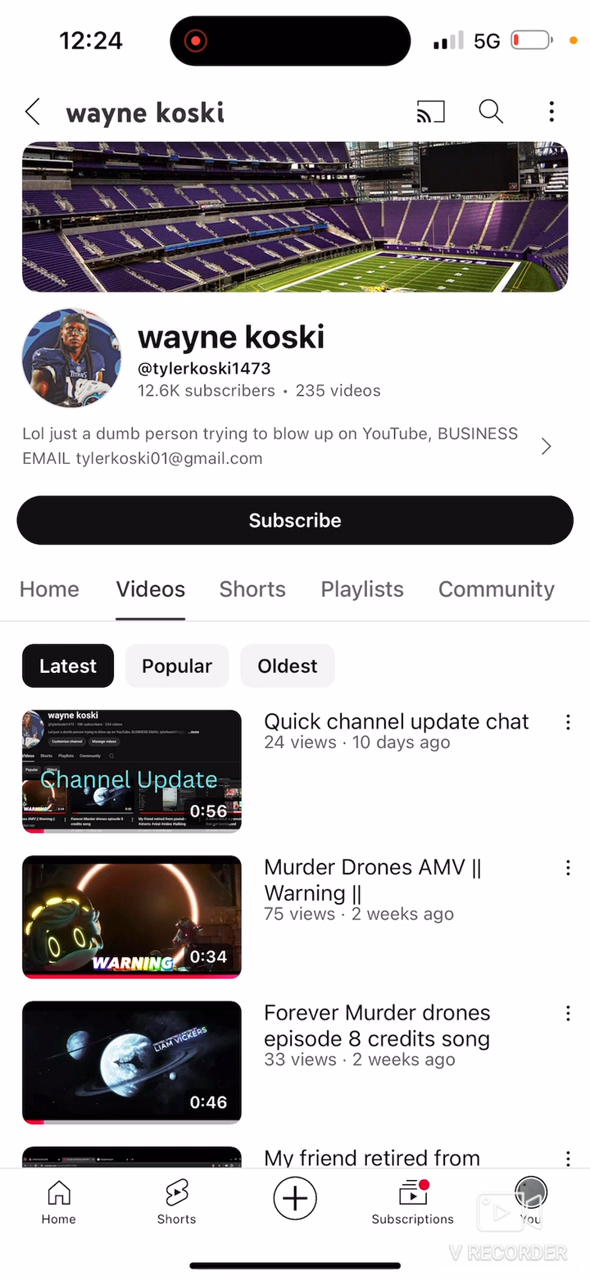 12:24
5G
wayne koski
wayne koski
@tylerkoski1473
12.6K subscribers • 235 videos
Lol just a dumb person trying to blow up on YouTube, BUSINESS
EMAIL tylerkoski01@gmail.com
Subscribe
Home Videos Shorts Playlists Community
Latest Popular Oldest
wayne koski
Channel Update
0:56
Quick channel update chat
24 views · 10 days ago
WARNING
0:34
Murder Drones AMV ||
Warning ||
75 views · 2 weeks ago
LIAM VICKERS
0:46
Forever Murder drones
episode 8 credits song
33 views · 2 weeks ago
My friend retired from
Home Shorts Subscriptions You
V RECORDER